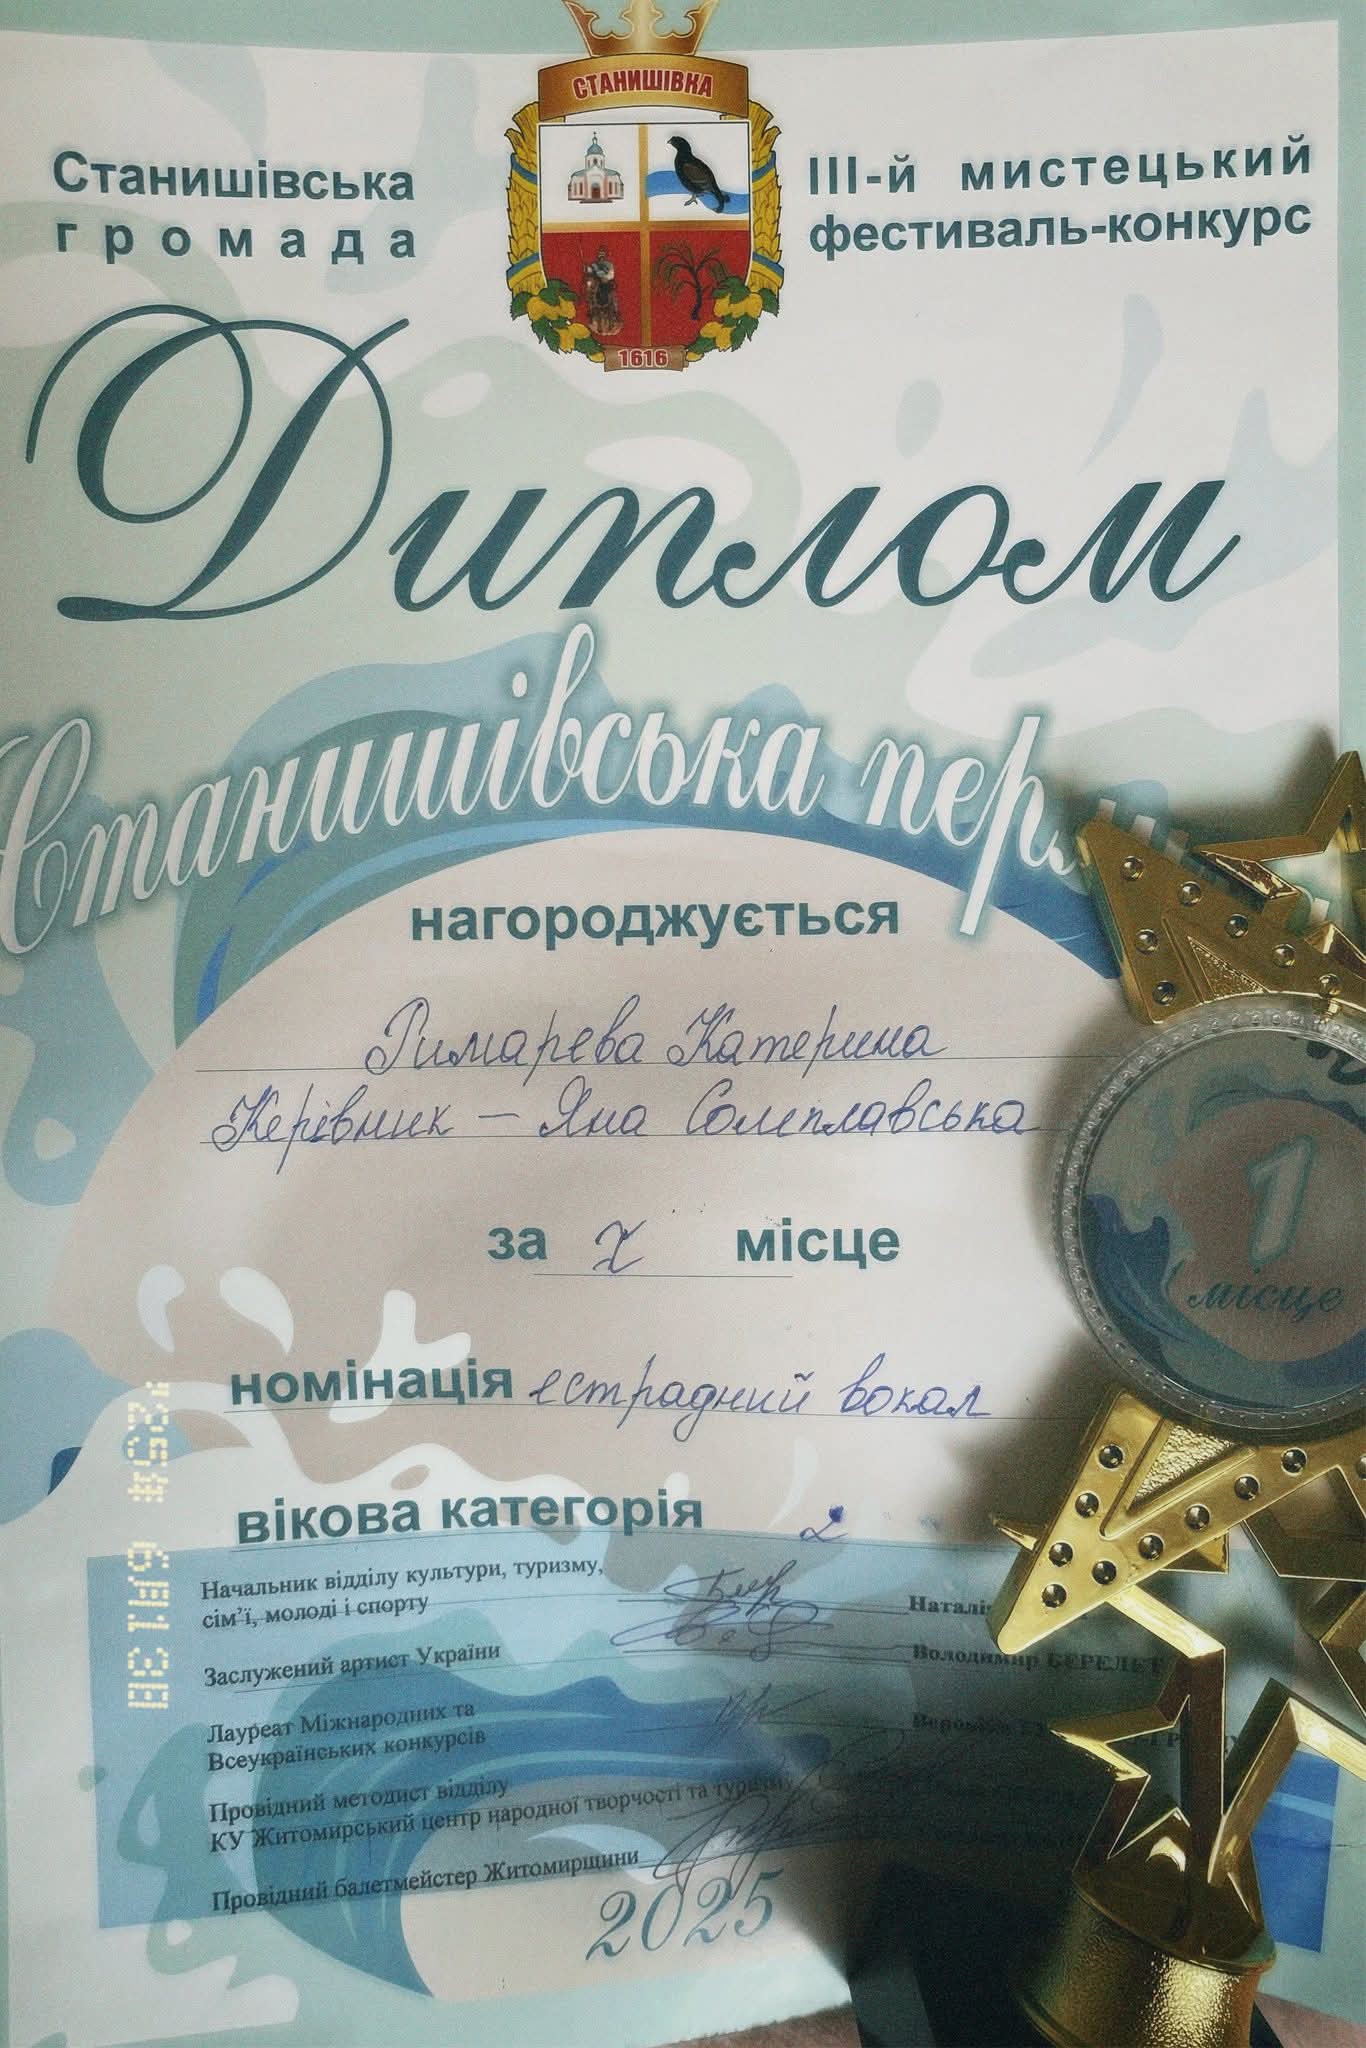 СТАНИШІВКА
1616
Станишівська
громада
ІІІ-й мистецький
фестиваль-конкурс
Диплом
Станишівська пер
нагороджується
Римарева Катерина
Керівник – Яна Солеплавська
за I місце
номінація естрадний вокал
вікова категорія 2
Начальник відділу культури, туризму,
сім'ї, молоді і спорту
Наталія
Заслужений артист України
Володимир БЕРЕЛЕТ
Лауреат Міжнародних та
Всеукраїнських конкурсів
Провідний методист відділу
КУ Житомирський центр народної творчості та туризму
Провідний балетмейстер Житомирщини
2025
1
місце